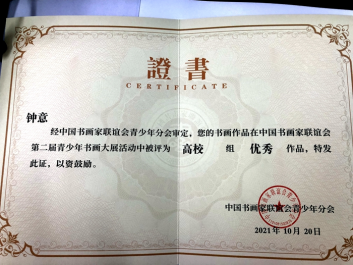 證書
CERTIFICATE
钟意
经中国书画家联谊会青少年分会审定，您的书画作品在中国书画家联谊会
第二届青少年书画大展活动中被评为 高校 组 优秀 作品，特发
此证，以资鼓励。
中国书画家联谊会青少年分会
2021年10月20日